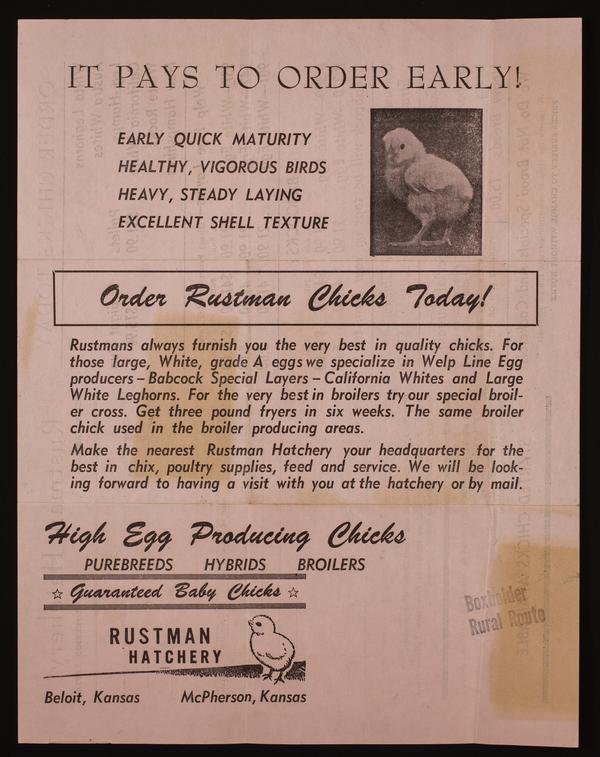 IT PAYS TO ORDER EARLY!
EARLY QUICK MATURITY
HEALTHY, VIGOROUS BIRDS
HEAVY, STEADY LAYING
EXCELLENT SHELL TEXTURE
Order Rustman Chicks Today!
Rustmans always furnish you the very best in quality chicks. For
those large, White, grade A eggs we specialize in Welp Line Egg
producers – Babcock Special Layers – California Whites and Large
White Leghorns. For the very best in broilers try our special broil-
er cross. Get three pound fryers in six weeks. The same broiler
chick used in the broiler producing areas.
Make the nearest Rustman Hatchery your headquarters for the
best in chix, poultry supplies, feed and service. We will be look-
ing forward to having a visit with you at the hatchery or by mail.
High Egg Producing Chicks
PUREBREEDS HYBRIDS BROILERS
☆ Guaranteed Baby Chicks ☆
RUSTMAN
HATCHERY
Beloit, Kansas McPherson, Kansas
Boxholder
Rural Route